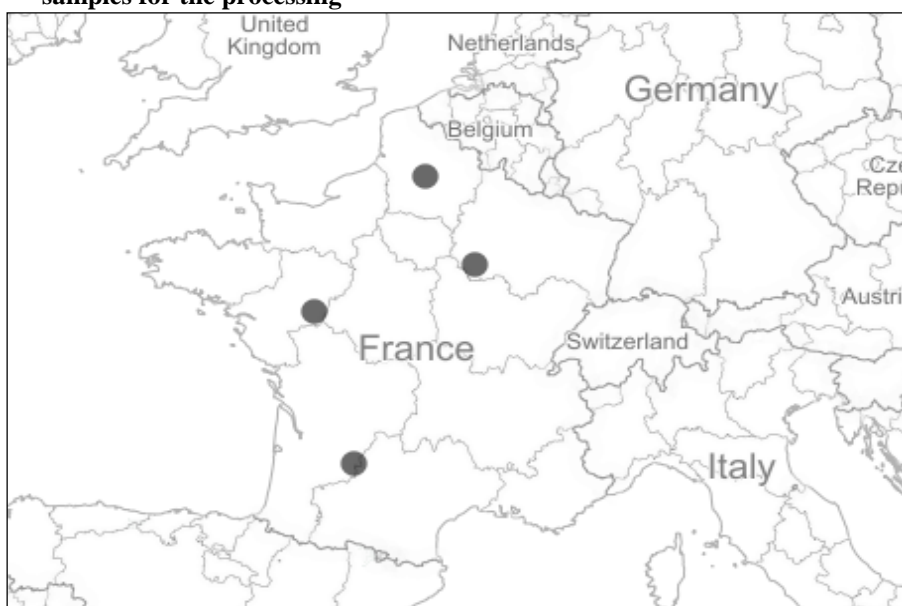 samples for the processing
United
Kingdom
Netherlands
Germany
Belgium
Cze
Repu
Austri
Switzerland
France
Italy